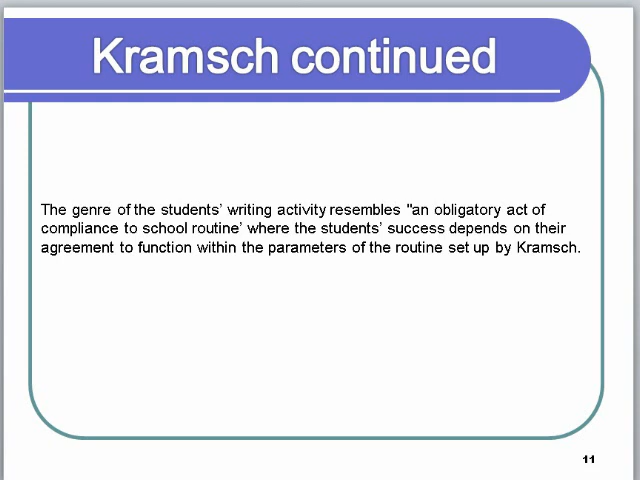 Kramsch continued
The genre of the students’ writing activity resembles "an obligatory act of
compliance to school routine’ where the students’ success depends on their
agreement to function within the parameters of the routine set up by Kramsch.
11